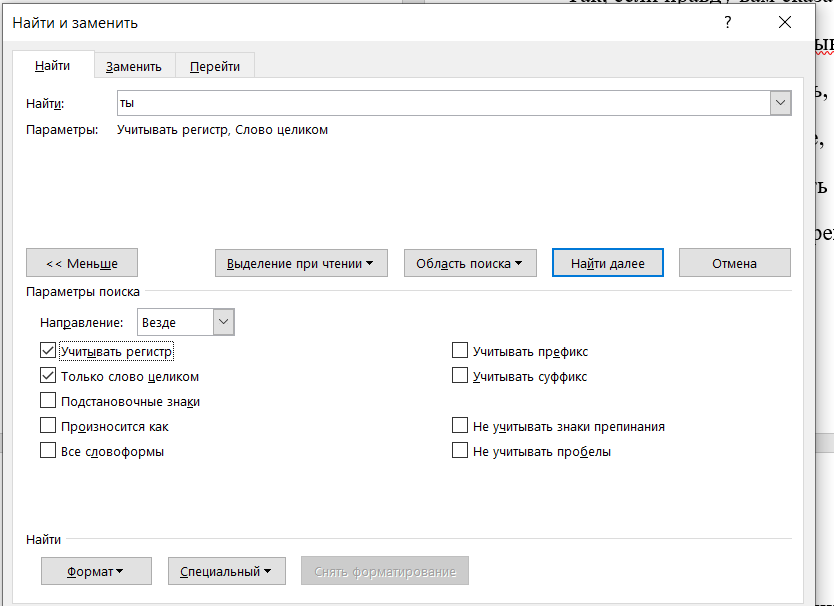 Найти и заменить
Найти Заменить Перейти
Найти: ты
Параметры: Учитывать регистр, Слово целиком
<< Меньше Выделение при чтении Область поиска Найти далее Отмена
Параметры поиска
Направление: Везде
Учитывать регистр Учитывать префикс
Только слово целиком Учитывать суффикс
Подстановочные знаки
Произносится как Не учитывать знаки препинания
Все словоформы Не учитывать пробелы
Найти
Формат Специальный Снять форматирование